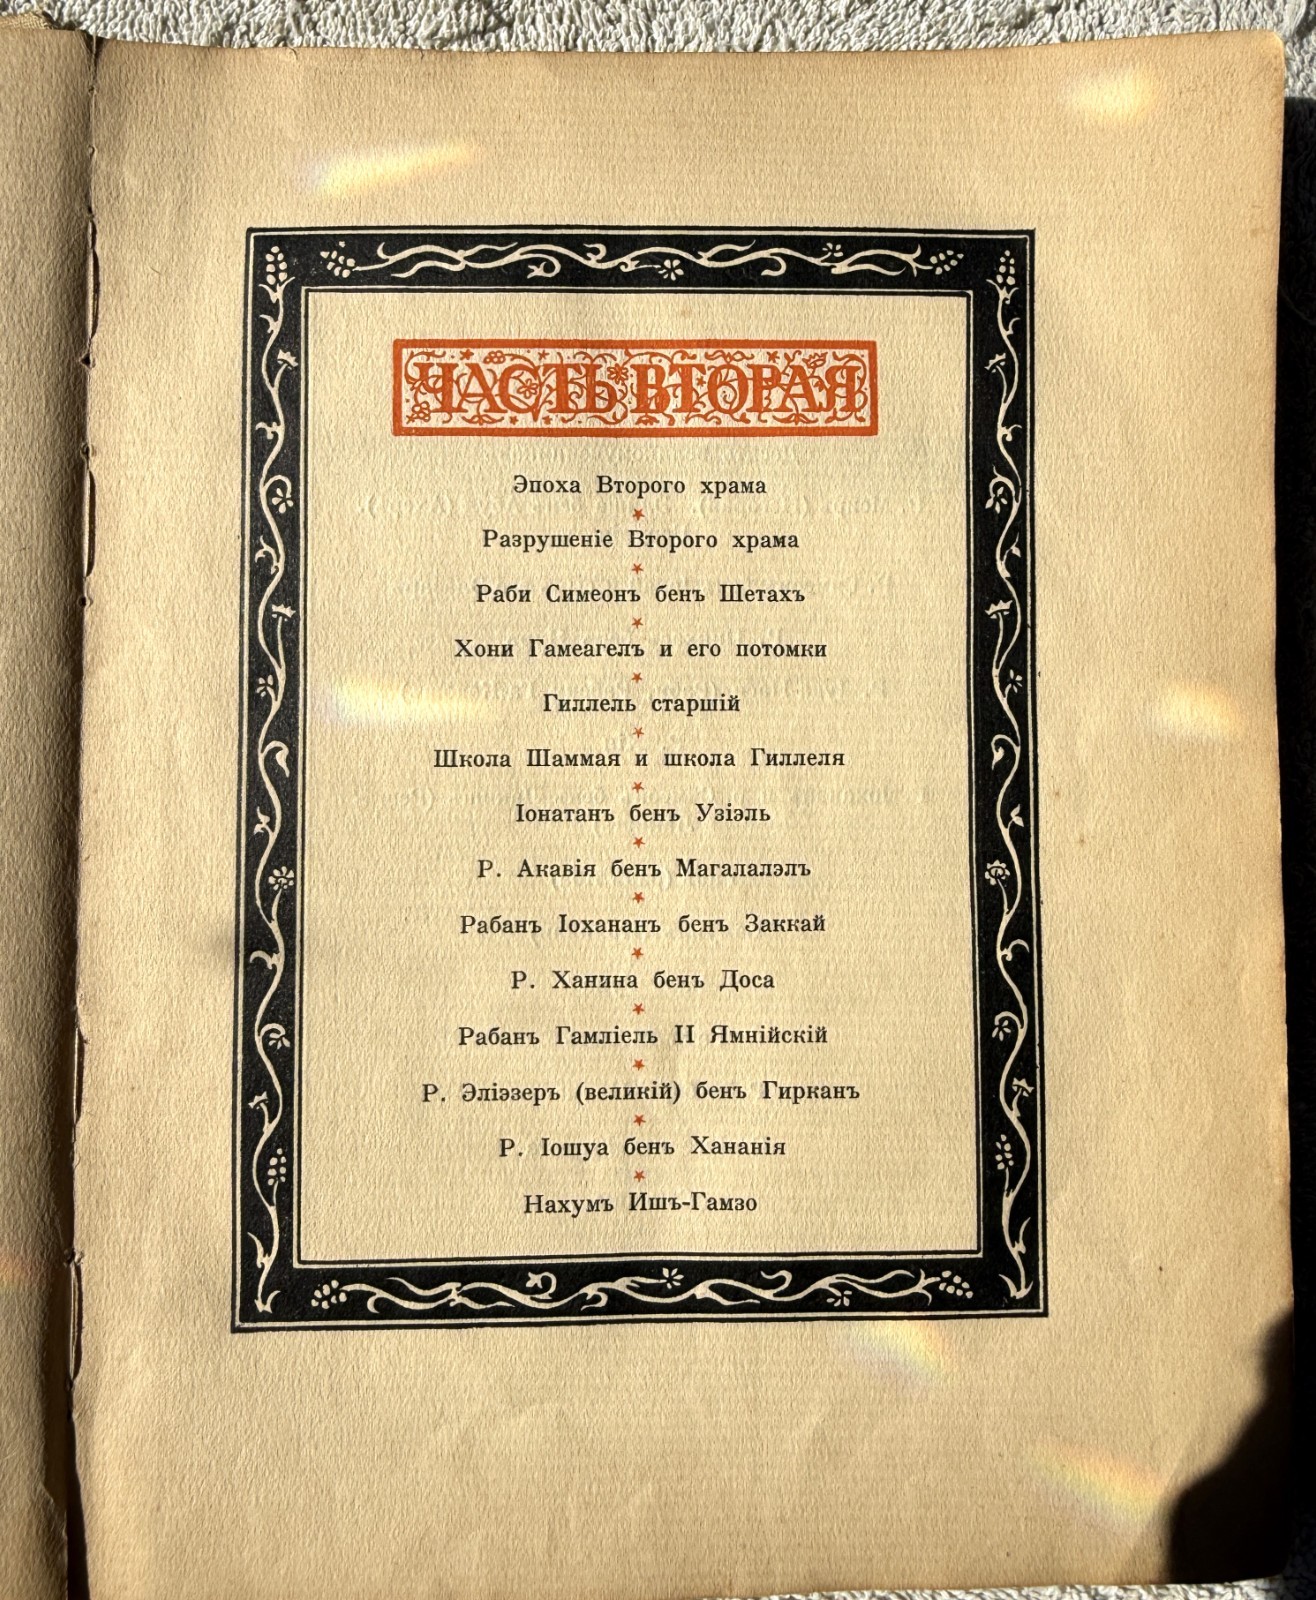 ЧАСТЬ ВТОРАЯ
Эпоха Второго храма
Разрушеніе Второго храма
Раби Симеонъ бенъ Шетахъ
Хони Гамеагелъ и его потомки
Гиллель старшій
Школа Шаммая и школа Гиллеля
Іонатанъ бенъ Узіэль
Р. Акавія бенъ Магалалэлъ
Рабанъ Іохананъ бенъ Заккай
Р. Ханина бенъ Доса
Рабанъ Гамліель II Ямнійскій
Р. Эліэзеръ (великій) бенъ Гирканъ
Р. Іошуа бенъ Хананія
Нахумъ Ишъ-Гамзо